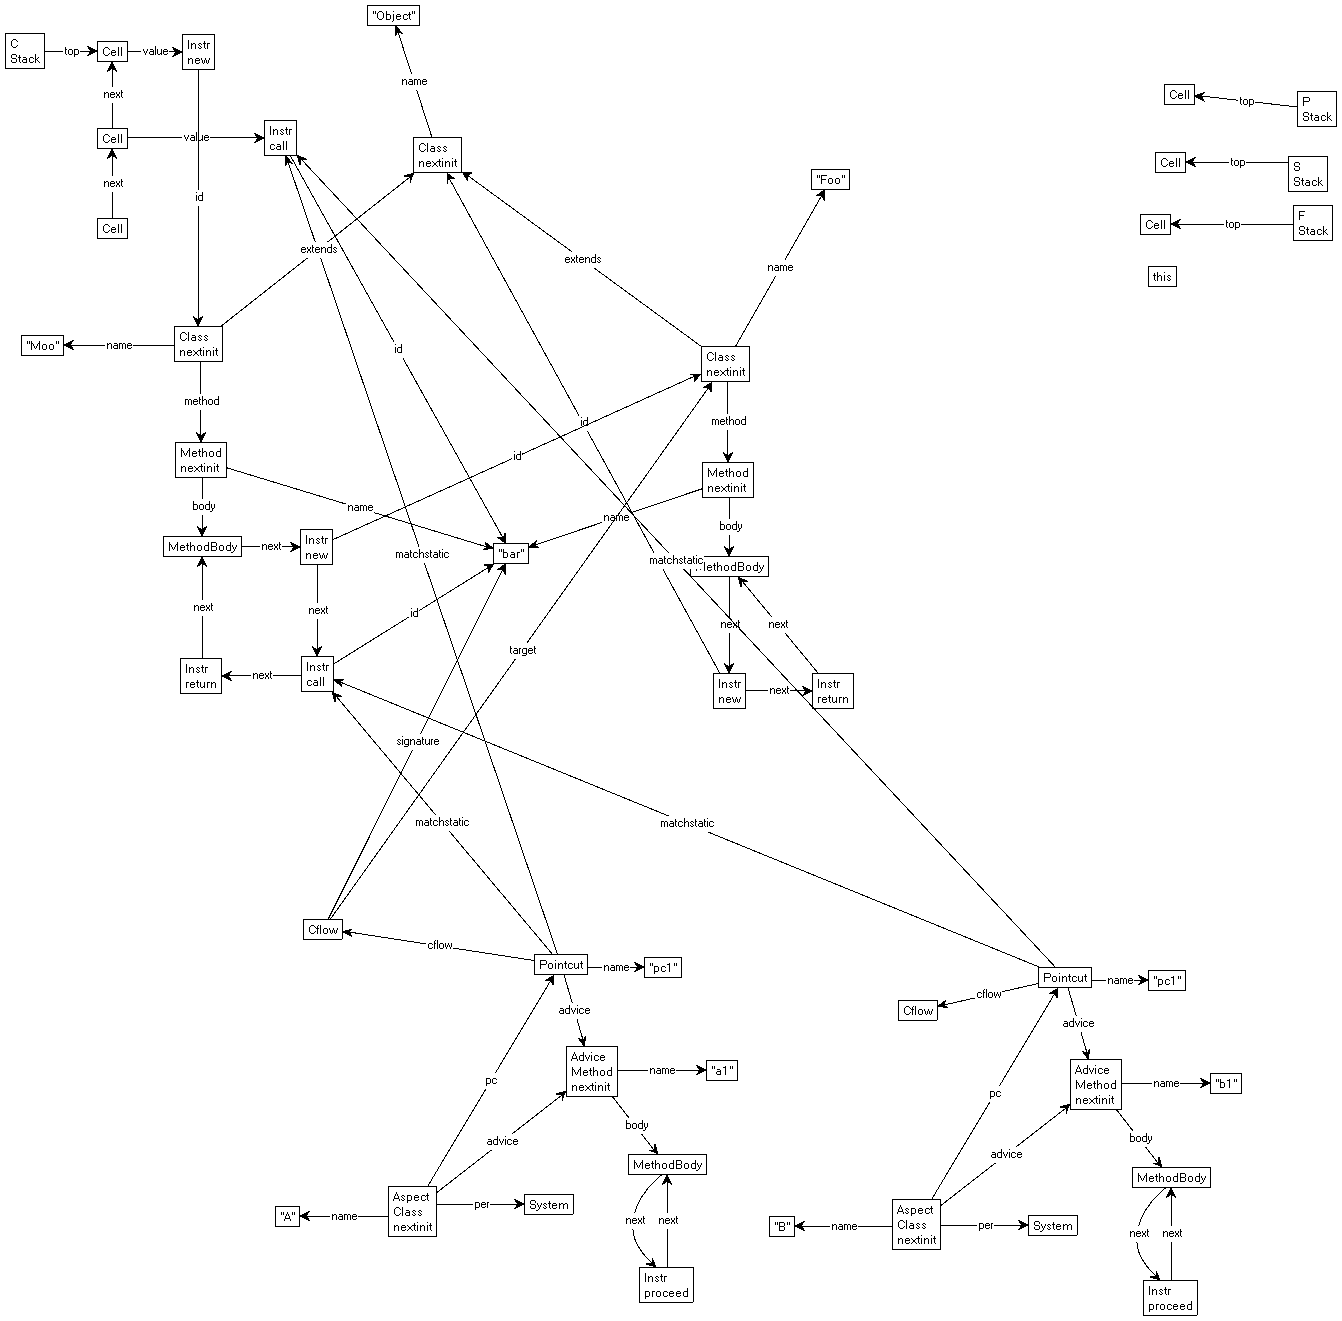 "Object"
C
Stack
top
Cell
value
Instr
new
next
name
Cell
top
P
Stack
Cell
value
Instr
call
Class
nextinit
next
id
Cell
"Foo"
Cell
top
S
Stack
extends
extends
name
Cell
top
F
Stack
this
"Moo"
name
Class
nextinit
id
Class
nextinit
method
id
method
Method
nextinit
id
Method
nextinit
body
name
name
body
MethodBody
next
Instr
new
"bar"
matchstatic
matchstatic
MethodBody
next
next
id
next
next
Instr
return
next
Instr
call
target
Instr
new
next
Instr
return
signature
matchstatic
matchstatic
Cflow
cflow
Pointcut
name
"pc1"
Pointcut
name
"pc1"
Cflow
cflow
advice
advice
pc
Advice
Method
nextinit
name
"a1"
pc
Advice
Method
nextinit
name
"b1"
advice
body
advice
body
MethodBody
MethodBody
"A"
name
Aspect
Class
nextinit
per
System
next
next
"B"
name
Aspect
Class
nextinit
per
System
next
next
Instr
proceed
Instr
proceed